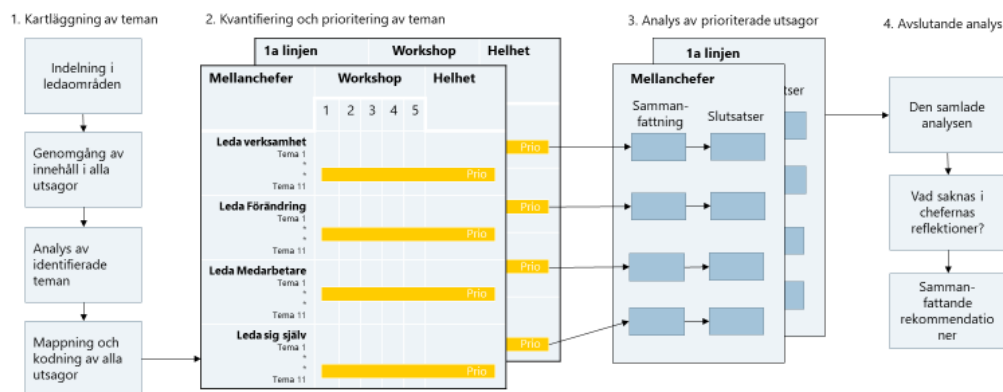 1. Kartläggning av teman
Indelning i
ledaområden
Genomgång av
innehåll i alla
utsagor
Analys av
identifierade
teman
Mappning och
kodning av alla
utsagor
2. Kvantifiering och prioritering av teman
1a linjen Workshop Helhet
Mellanchefer Workshop Helhet
1 2 3 4 5
Leda verksamhet
Tema 1
*
*
Tema 11
Prio
Prio
Leda Förändring
Tema 1
*
*
Tema 11
Prio
Prio
Leda Medarbetare
Tema 1
*
*
Tema 11
Prio
Prio
Leda sig själv
Tema 1
*
*
Tema 11
Prio
Prio
3. Analys av prioriterade utsagor
1a linjen
tser
Mellanchefer
Samman-
fattning
Slutsatser
4. Avslutande analys
Den samlade
analysen
Vad saknas i
chefernas
reflektioner?
Samman-
fattande
rekommendatio
ner